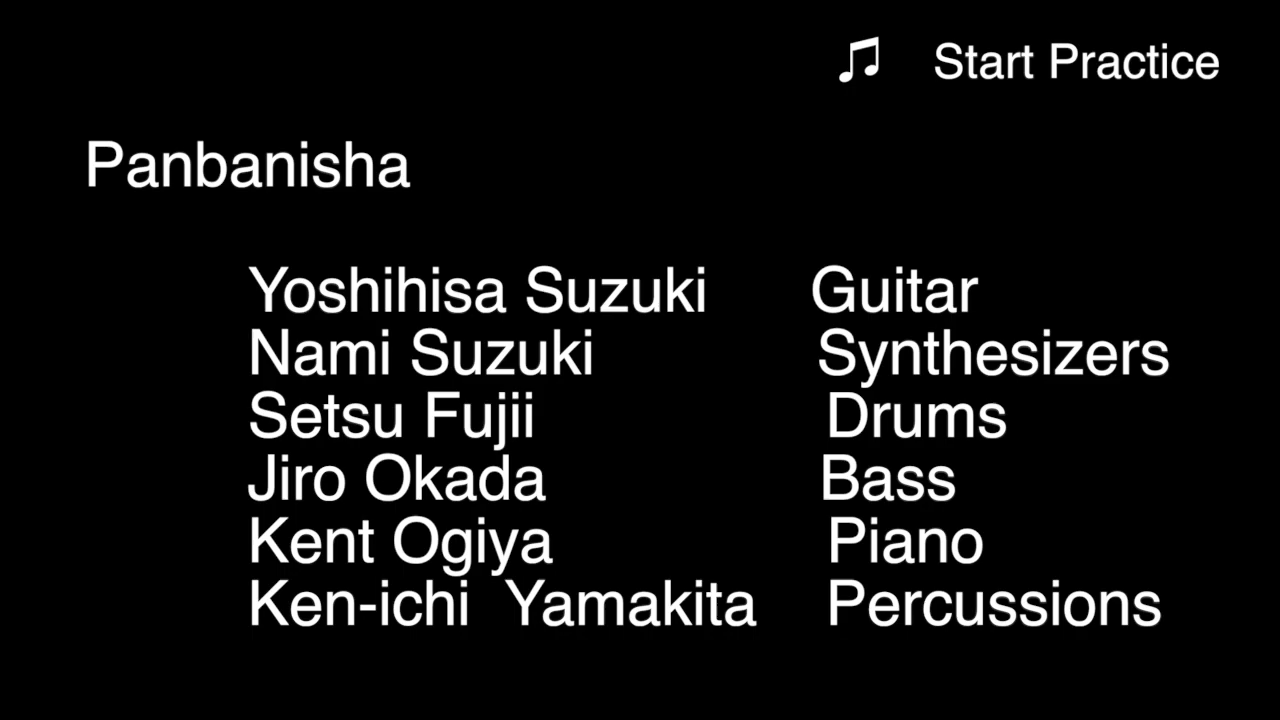 ♫ Start Practice
Panbanisha
Yoshihisa Suzuki Guitar
Nami Suzuki Synthesizers
Setsu Fujii Drums
Jiro Okada Bass
Kent Ogiya Piano
Ken-ichi Yamakita Percussions